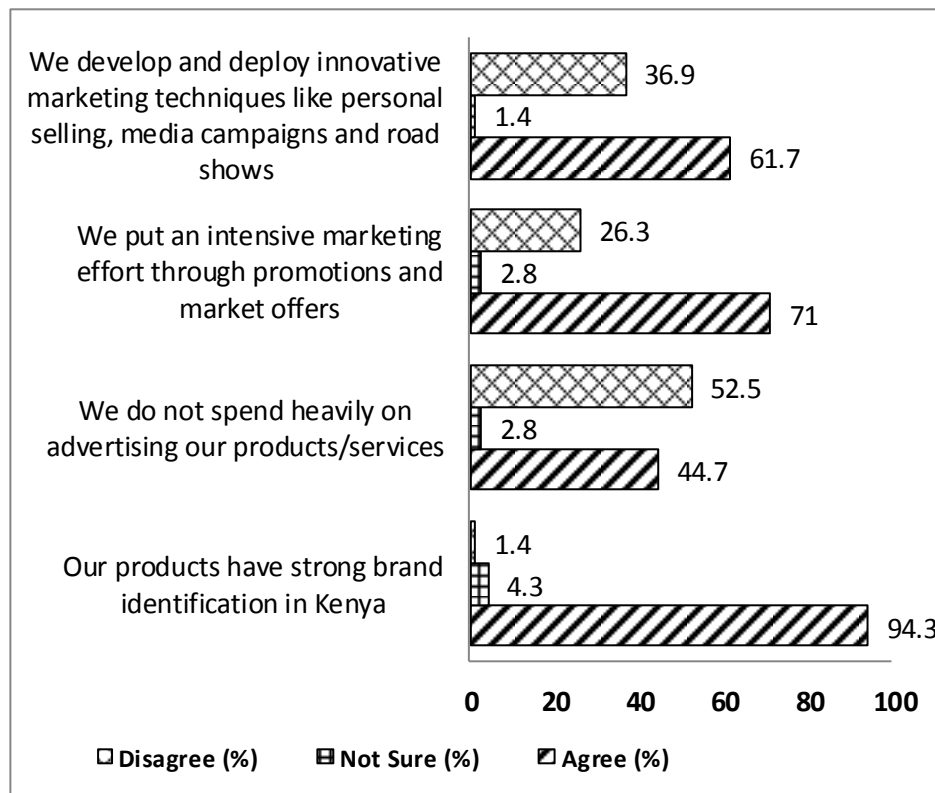 We develop and deploy innovative
marketing techniques like personal
selling, media campaigns and road
shows
36.9
1.4
61.7
We put an intensive marketing
effort through promotions and
market offers
26.3
2.8
71
We do not spend heavily on
advertising our products/services
52.5
2.8
44.7
Our products have strong brand
identification in Kenya
1.4
4.3
94.3
0 20 40 60 80 100
Disagree (%) Not Sure (%) Agree (%)